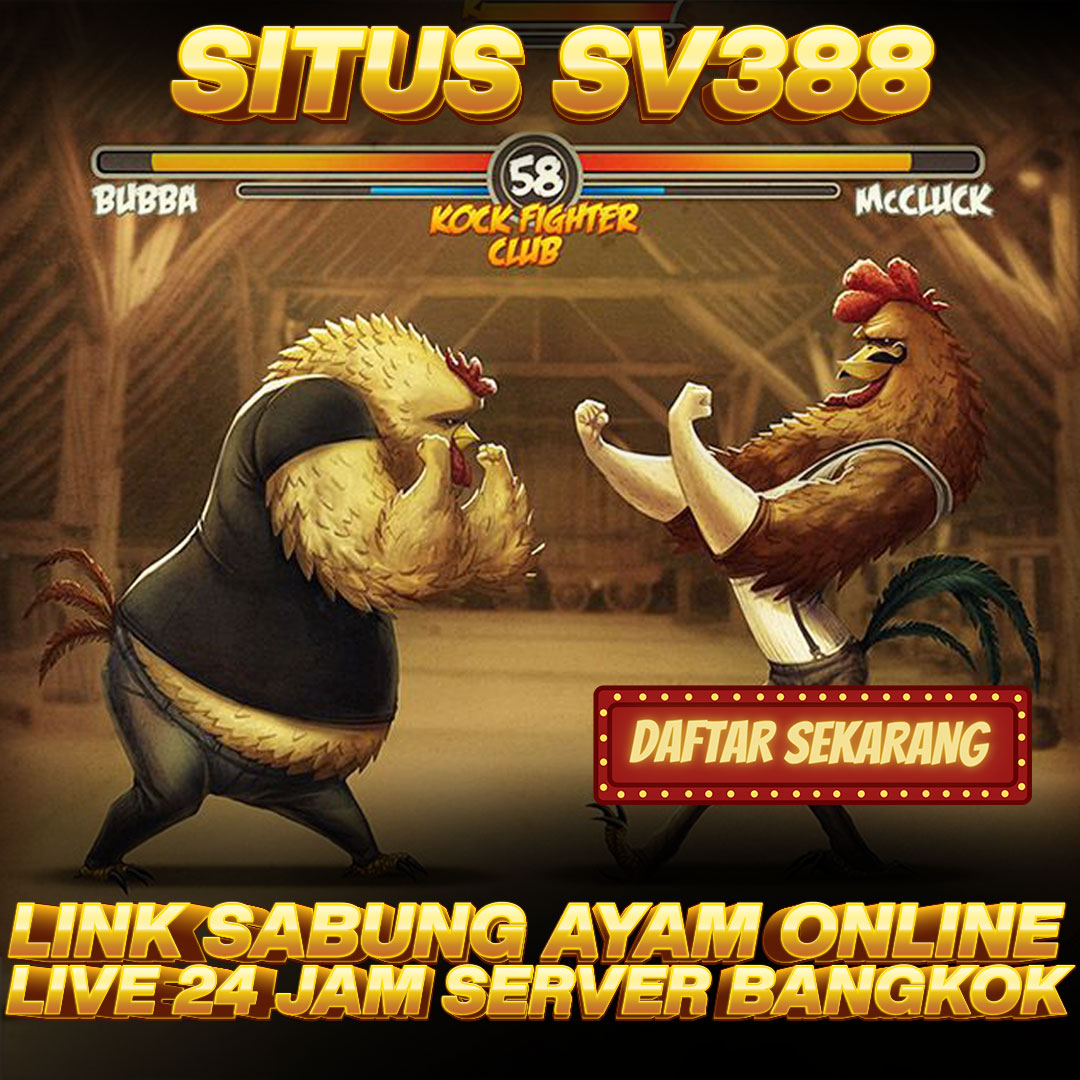 SITUS SV388
58
BUBBA
McCLUCK
KOCK FIGHTER
CLUB
DAFTAR SEKARANG
LINK SABUNG AYAM ONLINE
LIVE 24 JAM SERVER BANGKOK